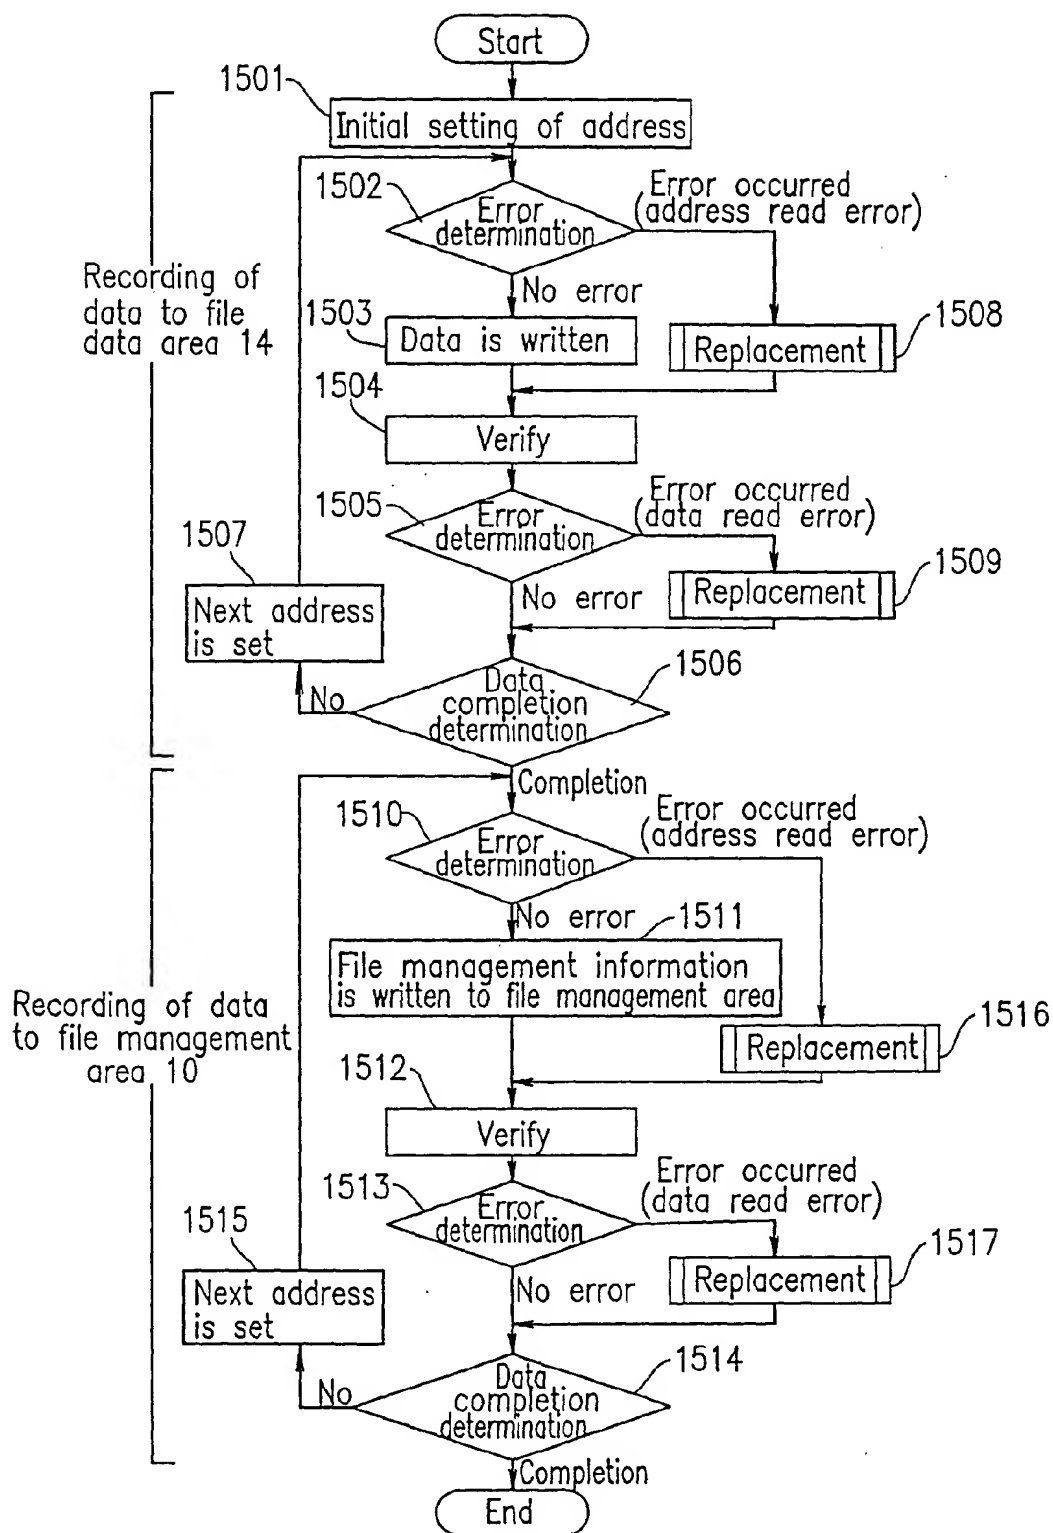 Start
1501
Initial setting of address
1502
Error
determination
Error occurred
(address read error)
No error
1503
Data is written
1508
Replacement
Recording of
data to file
data area 14
1504
Verify
1505
Error
determination
Error occurred
(data read error)
1507
Next address
is set
No error
1509
Replacement
1506
Data
completion
determination
No
Completion
1510
Error
determination
Error occurred
(address read error)
No error
1511
File management information
is written to file management area
Recording of data
to file management
area 10
1516
Replacement
1512
Verify
1513
Error
determination
Error occurred
(data read error)
1515
Next address
is set
No error
1517
Replacement
1514
Data
completion
determination
No
Completion
End